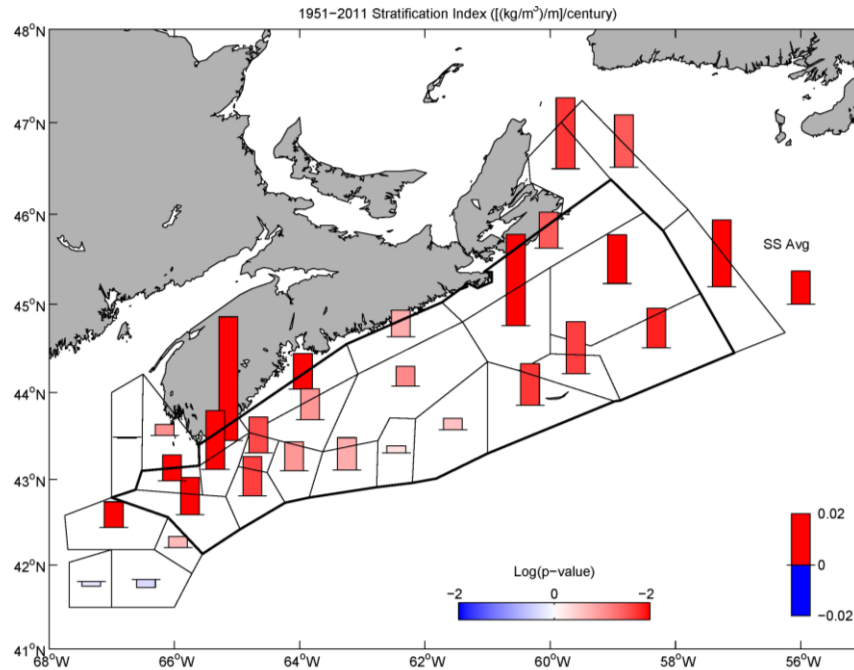 1951−2011 Stratification Index ([(kg/m³)/m]/century)
48°N
47°N
46°N
SS Avg
45°N
44°N
43°N
0.02
42°N
Log(p−value)
0
−2 0 −2
−0.02
41°N
68°W 66°W 64°W 62°W 60°W 58°W 56°W